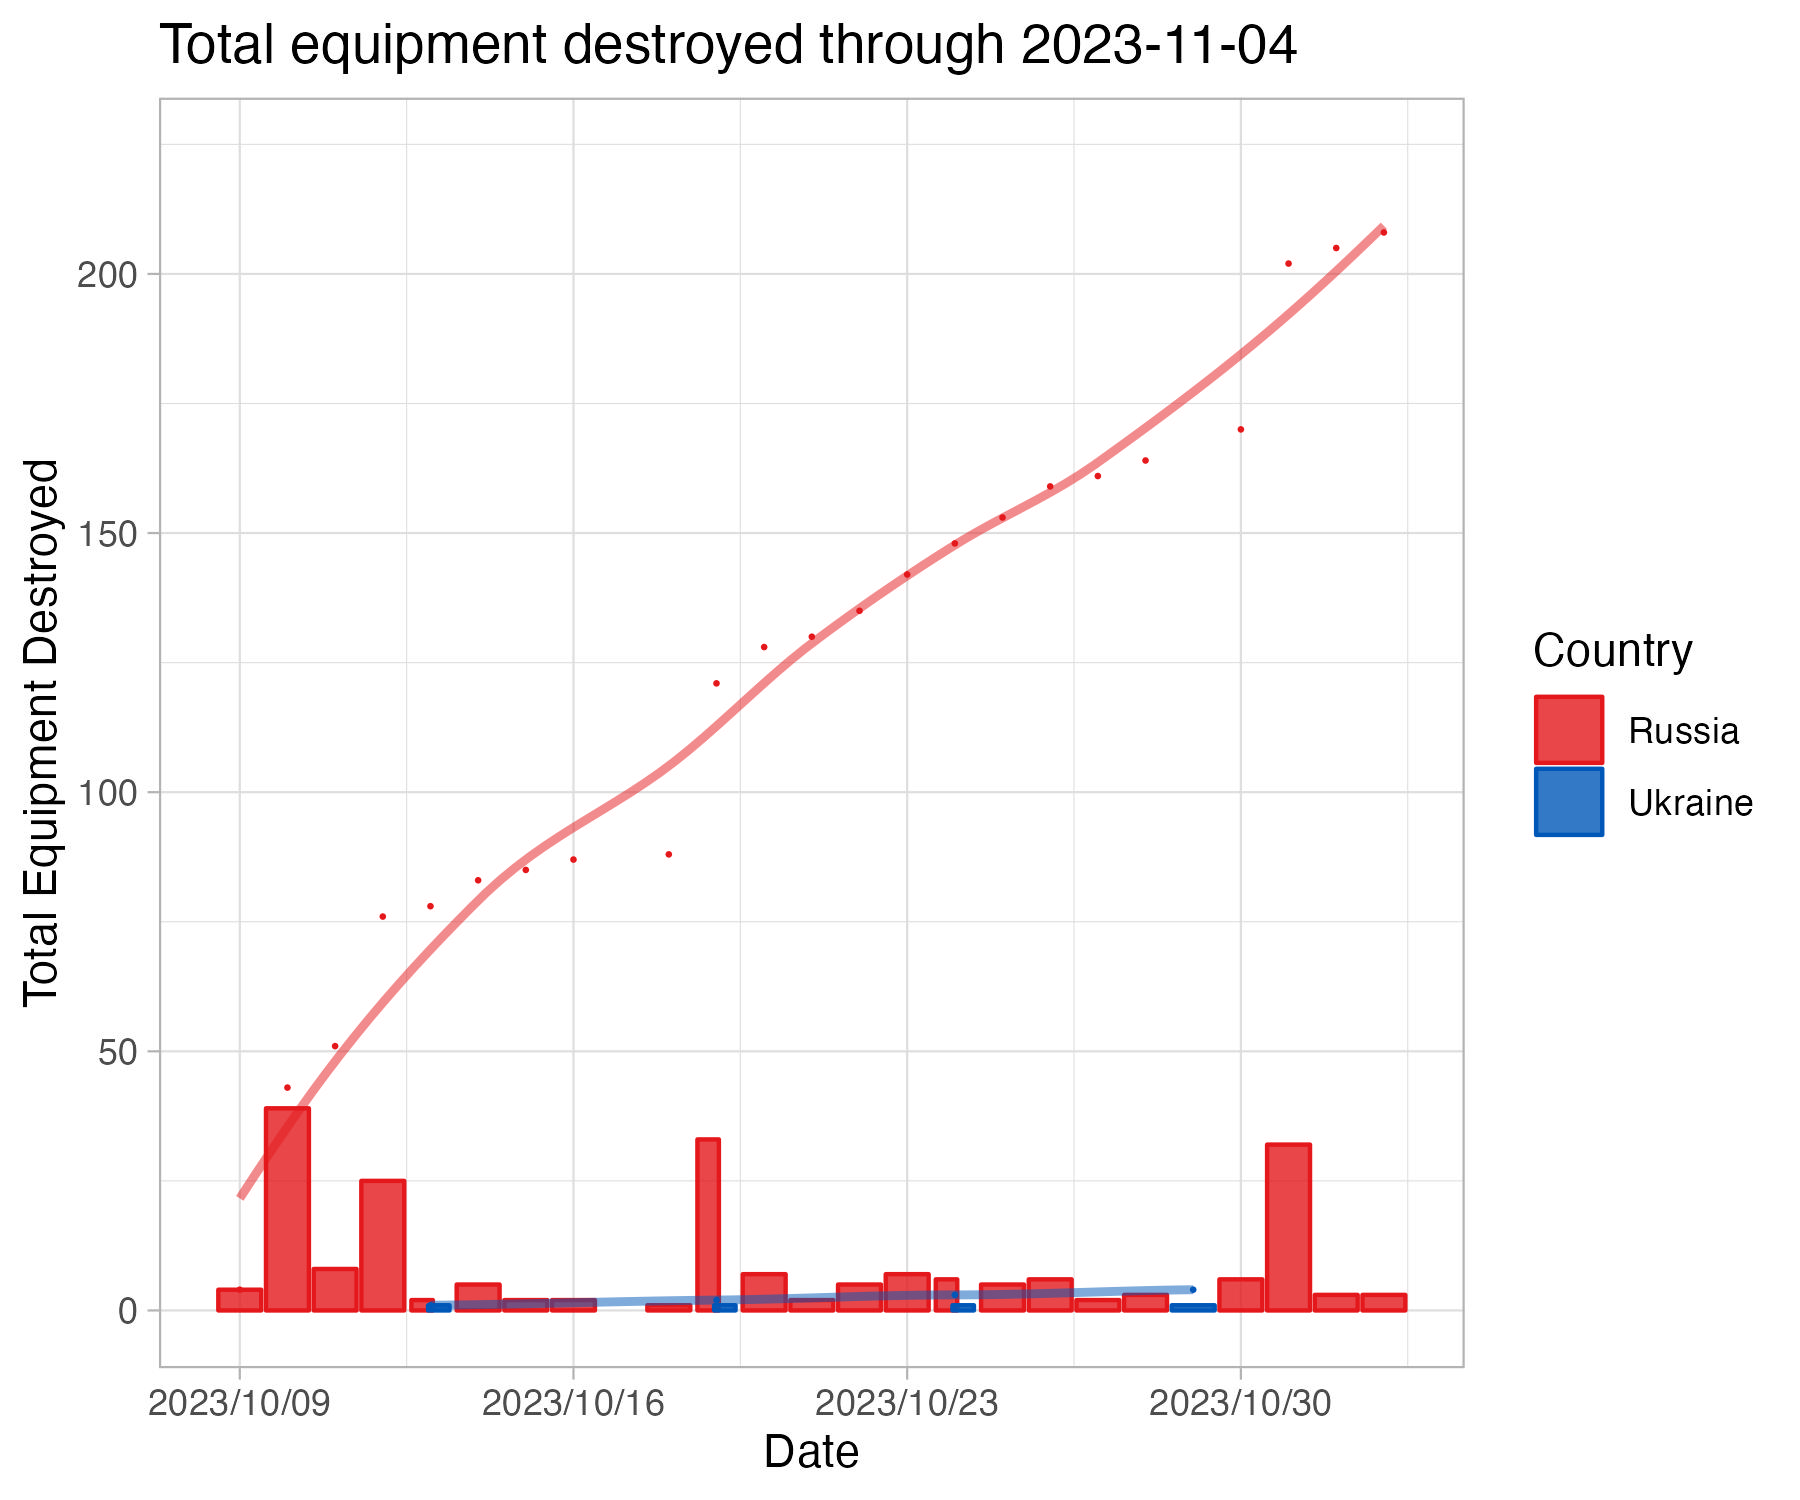 Total equipment destroyed through 2023-11-04
Total Equipment Destroyed
200
150
100
50
0
2023/10/09
2023/10/16
2023/10/23
2023/10/30
Date
Country
Russia
Ukraine